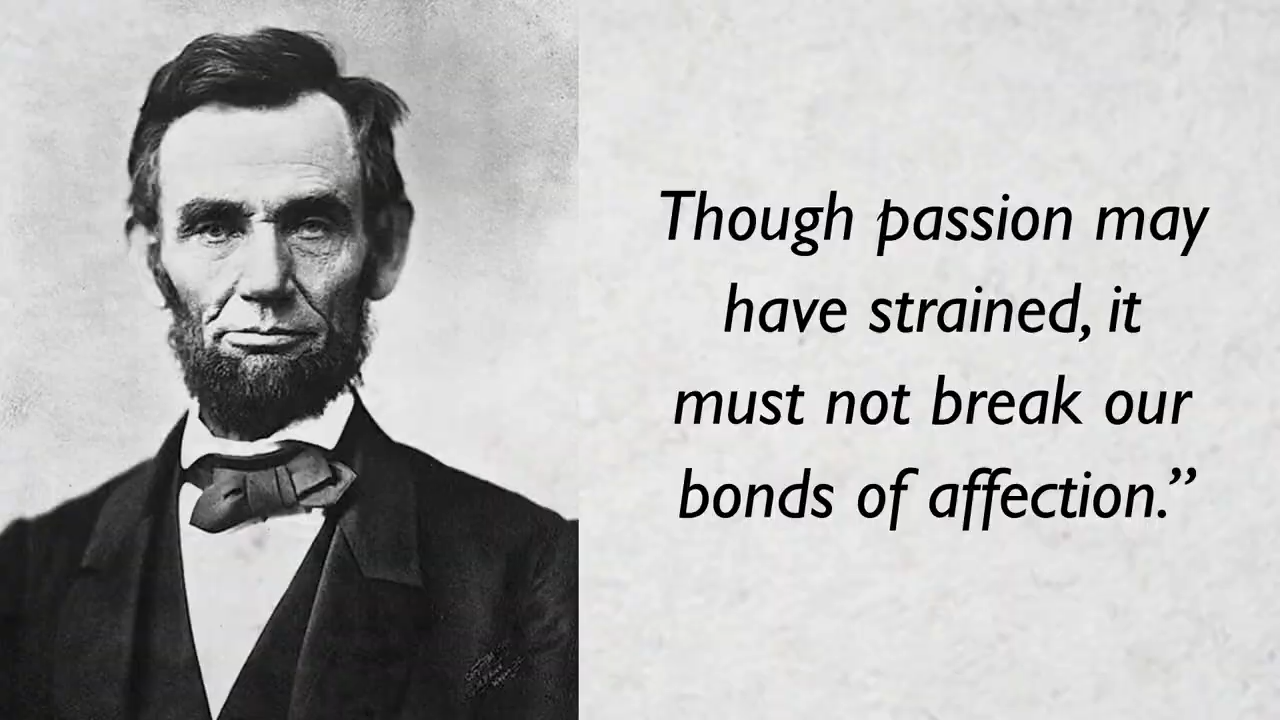 Though passion may
have strained, it
must not break our
bonds of affection.”